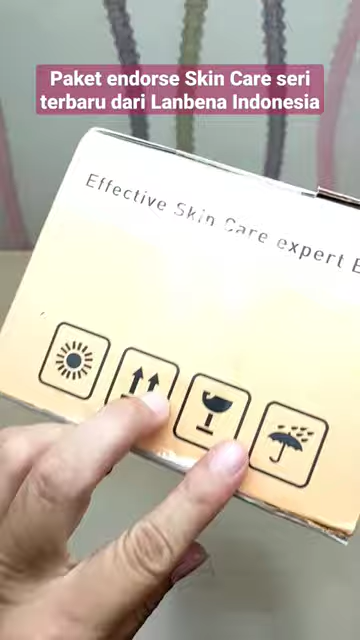 Paket endorse Skin Care seri
terbaru dari Lanbena Indonesia
Effective Skin Care expert E